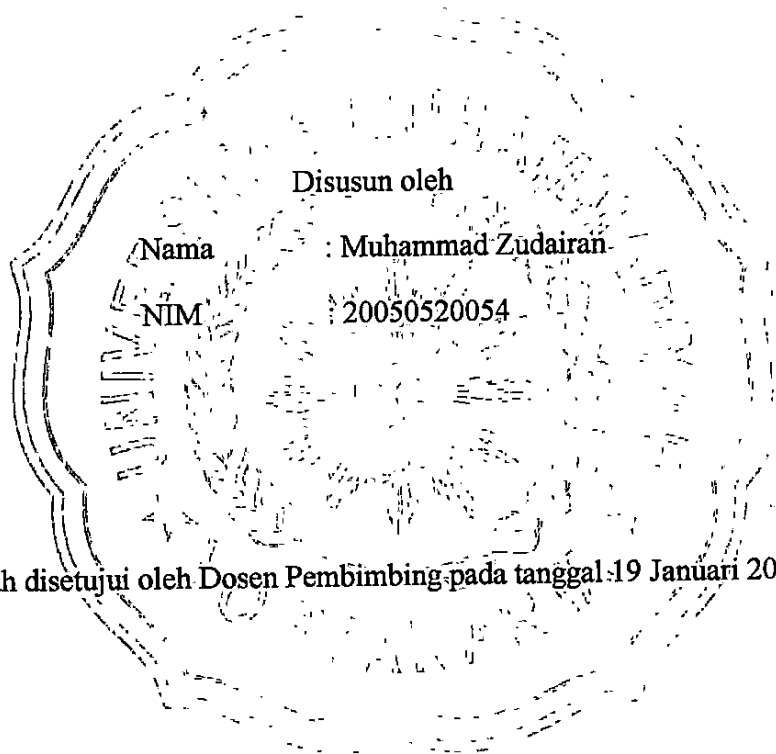 Disusun oleh
Nama : Muhammad Zudairan
NIM : 20050520054
disetujui oleh Dosen Pembimbing pada tanggal 19 Januari